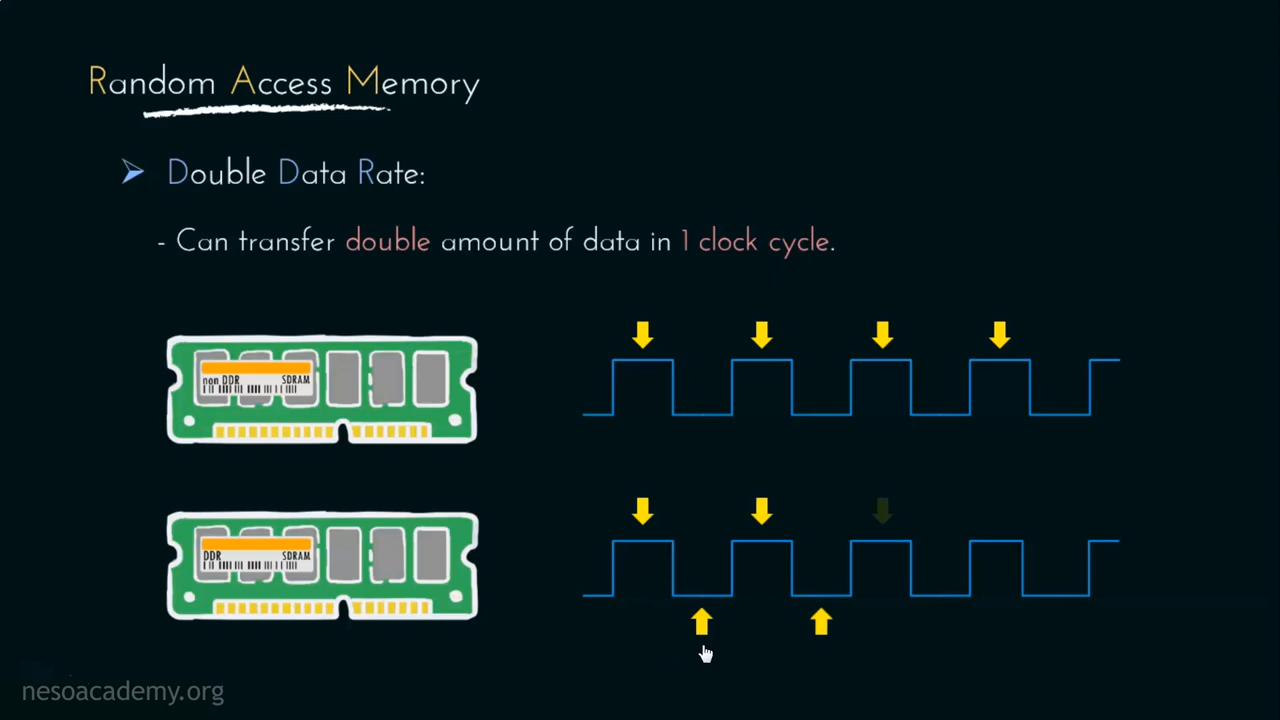 Random Access Memory
Double Data Rate:
- Can transfer double amount of data in 1 clock cycle.
non DDR SDRAM
DDR SDRAM
nesoacademy.org